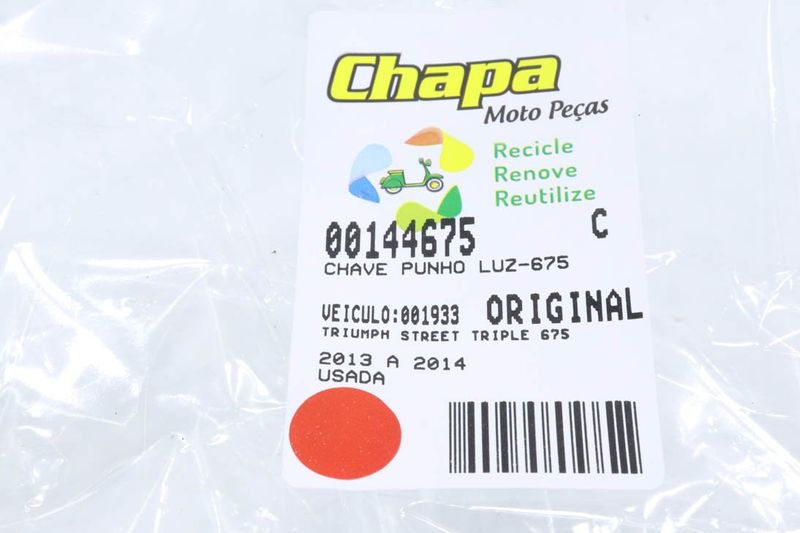 Chapa
Moto Peças
Recicle
Renove
Reutilize
00144675 C
CHAVE PUNHO LUZ-675
VEICULO:001933 ORIGINAL
TRIUMPH STREET TRIPLE 675
2013 A 2014
USADA